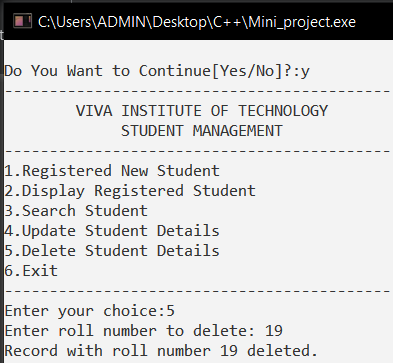 C:\Users\ADMIN\Desktop\C++\Mini_project.exe
Do You Want to Continue[Yes/No]?:y
-------------------------------------------
VIVA INSTITUTE OF TECHNOLOGY
STUDENT MANAGEMENT
-------------------------------------------
1.Registered New Student
2.Display Registered Student
3.Search Student
4.Update Student Details
5.Delete Student Details
6.Exit
-------------------------------------------
Enter your choice:5
Enter roll number to delete: 19
Record with roll number 19 deleted.